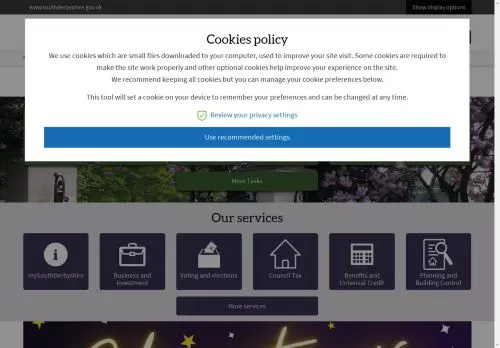 www.southderbyshire.gov.uk
Show display options
Cookies policy
We use cookies which are small files downloaded to your computer, used to improve your site visit. Some cookies are required
to make the site work properly and other optional cookies help improve your experience on the site.
We recommend keeping all cookies but you can manage your cookie preferences below.
This tool will set a cookie on your device to remember your preferences and can be changed at any time.
Review your privacy settings
Use recommended settings
More links
Our services
mySouthDerbyshire
Business and
investment
Voting and elections
Council Tax
Benefits and
Universal Credit
Planning and
Building Control
More services